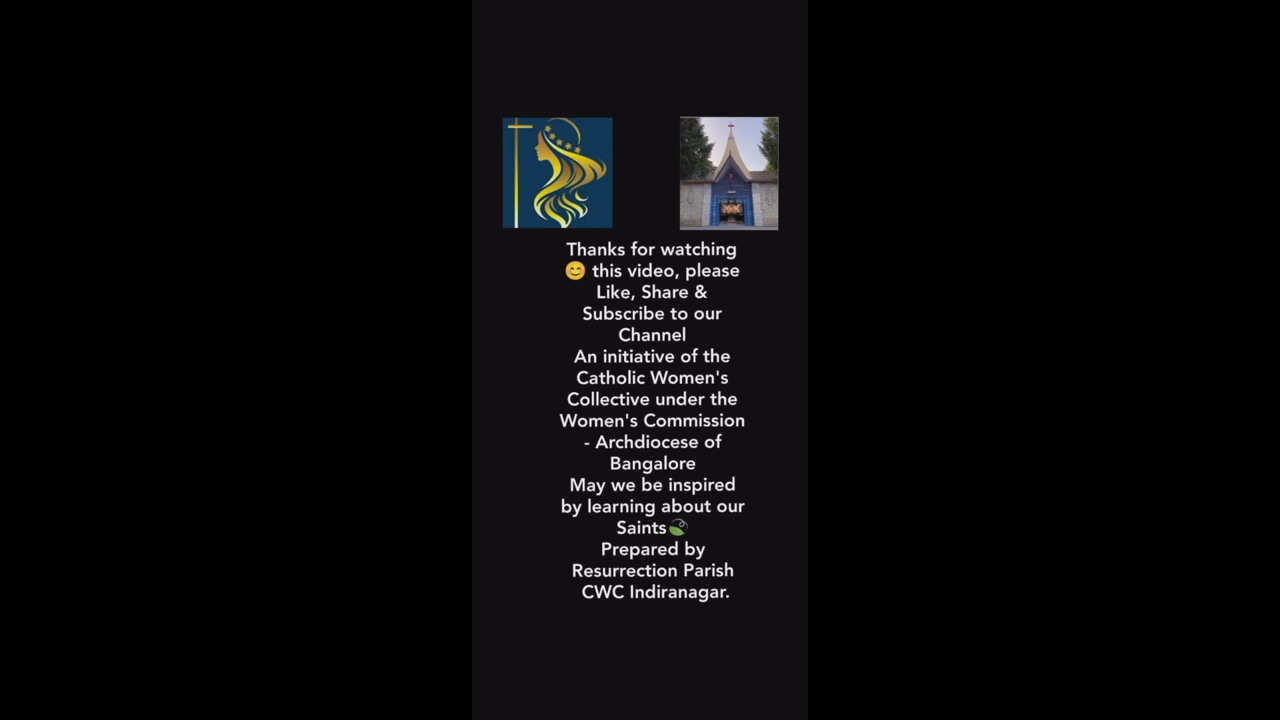 Thanks for watching
😊 this video, please
Like, Share &
Subscribe to our
Channel
An initiative of the
Catholic Women's
Collective under the
Women's Commission
- Archdiocese of
Bangalore
May we be inspired
by learning about our
Saints🍃
Prepared by
Resurrection Parish
CWC Indiranagar.